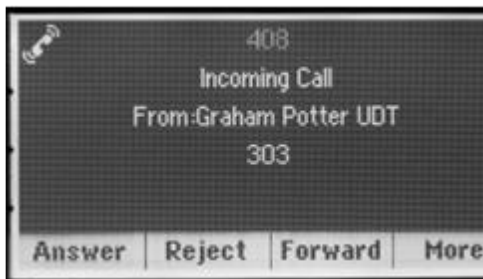 408
Incoming Call
From:Graham Potter UDT
303
Answer Reject Forward More